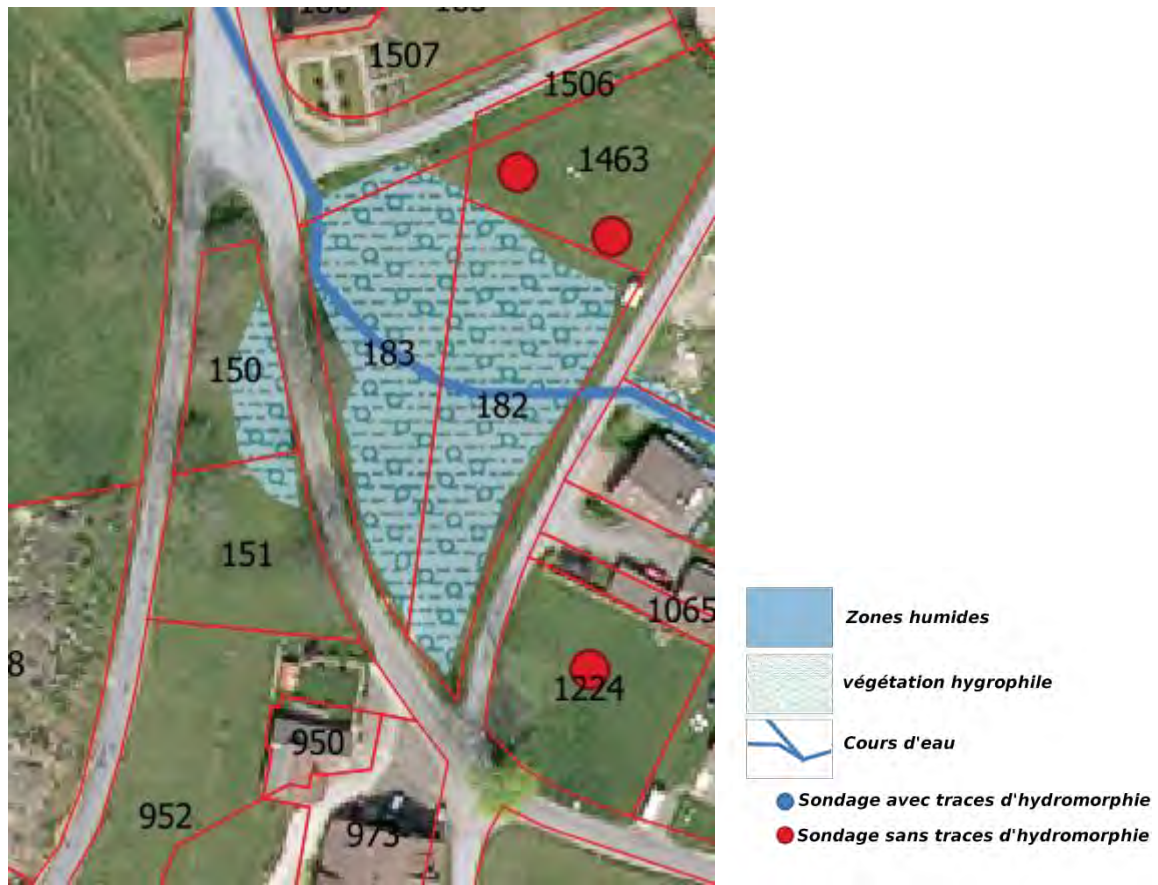 1507
1506
1463
150
183
182
151
1065
8
1224
950
952
973
Zones humides
végétation hygrophile
Cours d'eau
Sondage avec traces d'hydromorphie
Sondage sans traces d'hydromorphie